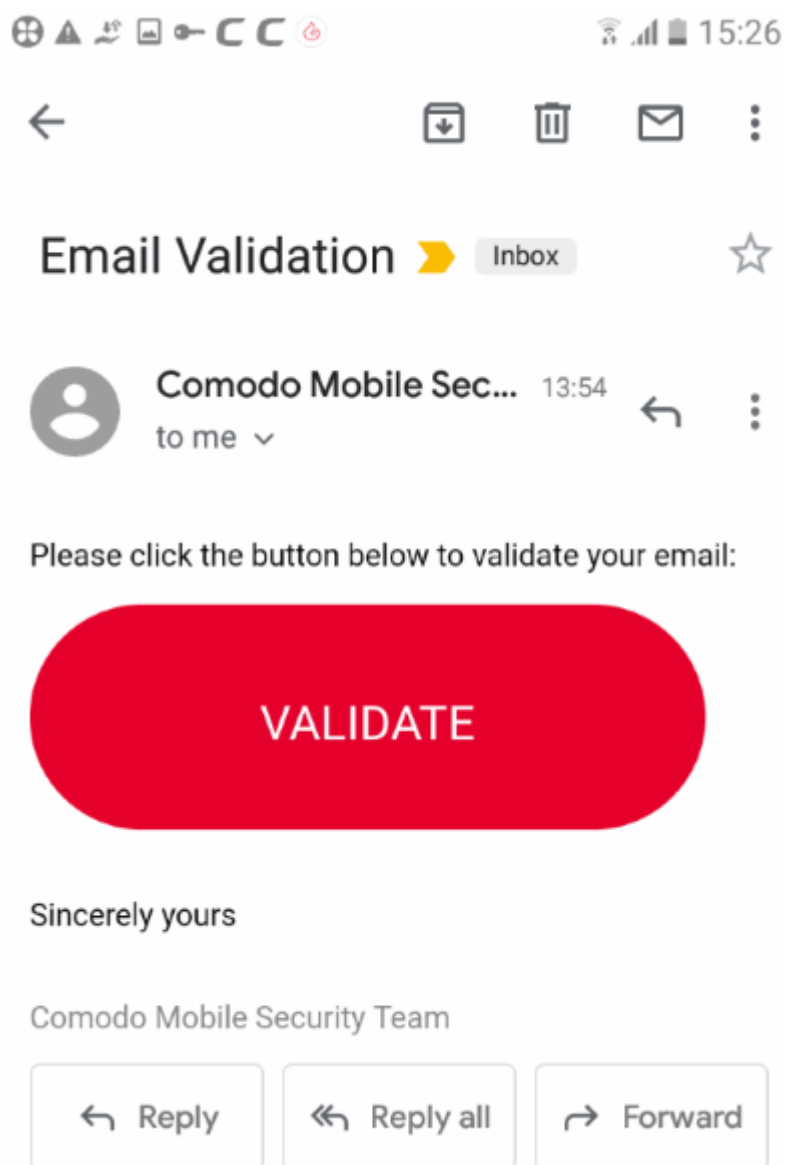 15:26
Email Validation Inbox
Comodo Mobile Sec... 13:54
to me
Please click the button below to validate your email:
VALIDATE
Sincerely yours
Comodo Mobile Security Team
Reply Reply all Forward